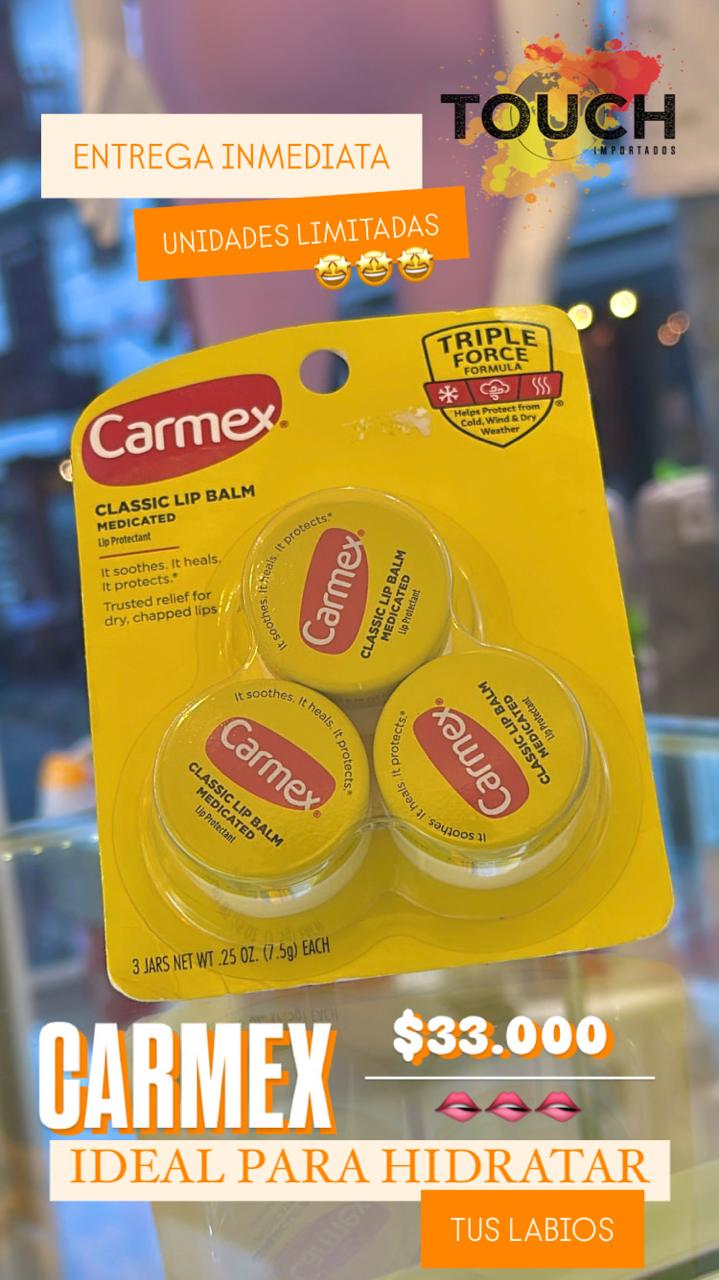 TOUCH
IMPORTADOS
ENTREGA INMEDIATA
UNIDADES LIMITADAS
Carmex®
TRIPLE
FORCE
FORMULA
Helps Protect from
Cold, Wind & Dry
Weather
CLASSIC LIP BALM
MEDICATED
Lip Protectant
It soothes. It heals.
It protects.*
Trusted relief for
dry, chapped lips
It soothes. It heals. It protects.*
Carmex®
CLASSIC LIP BALM
MEDICATED
Lip Protectant
It soothes. It heals. It protects.*
Carmex®
CLASSIC LIP BALM
MEDICATED
Lip Protectant
It soothes. It heals. It protects.*
Carmex®
CLASSIC LIP BALM
MEDICATED
Lip Protectant
3 JARS NET WT .25 OZ. (7.5g) EACH
CARMEX
$33.000
IDEAL PARA HIDRATAR
TUS LABIOS